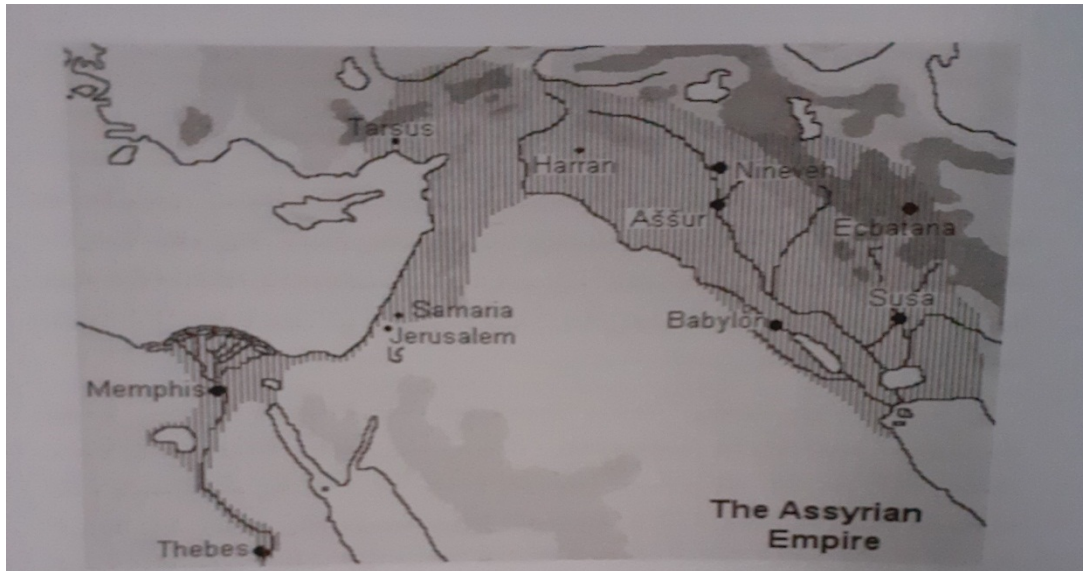 Tarsus
Harran
Nineveh
Aššur
Ecbatana
Samaria
Jerusalem
Babylon
Susa
Memphis
Thebes
The Assyrian
Empire